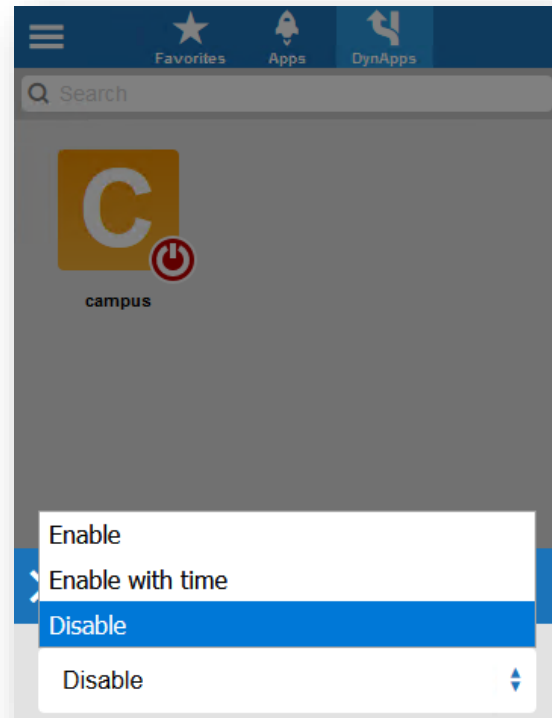 Favorites Apps DynApps
Search
C
campus
Enable
Enable with time
Disable
Disable